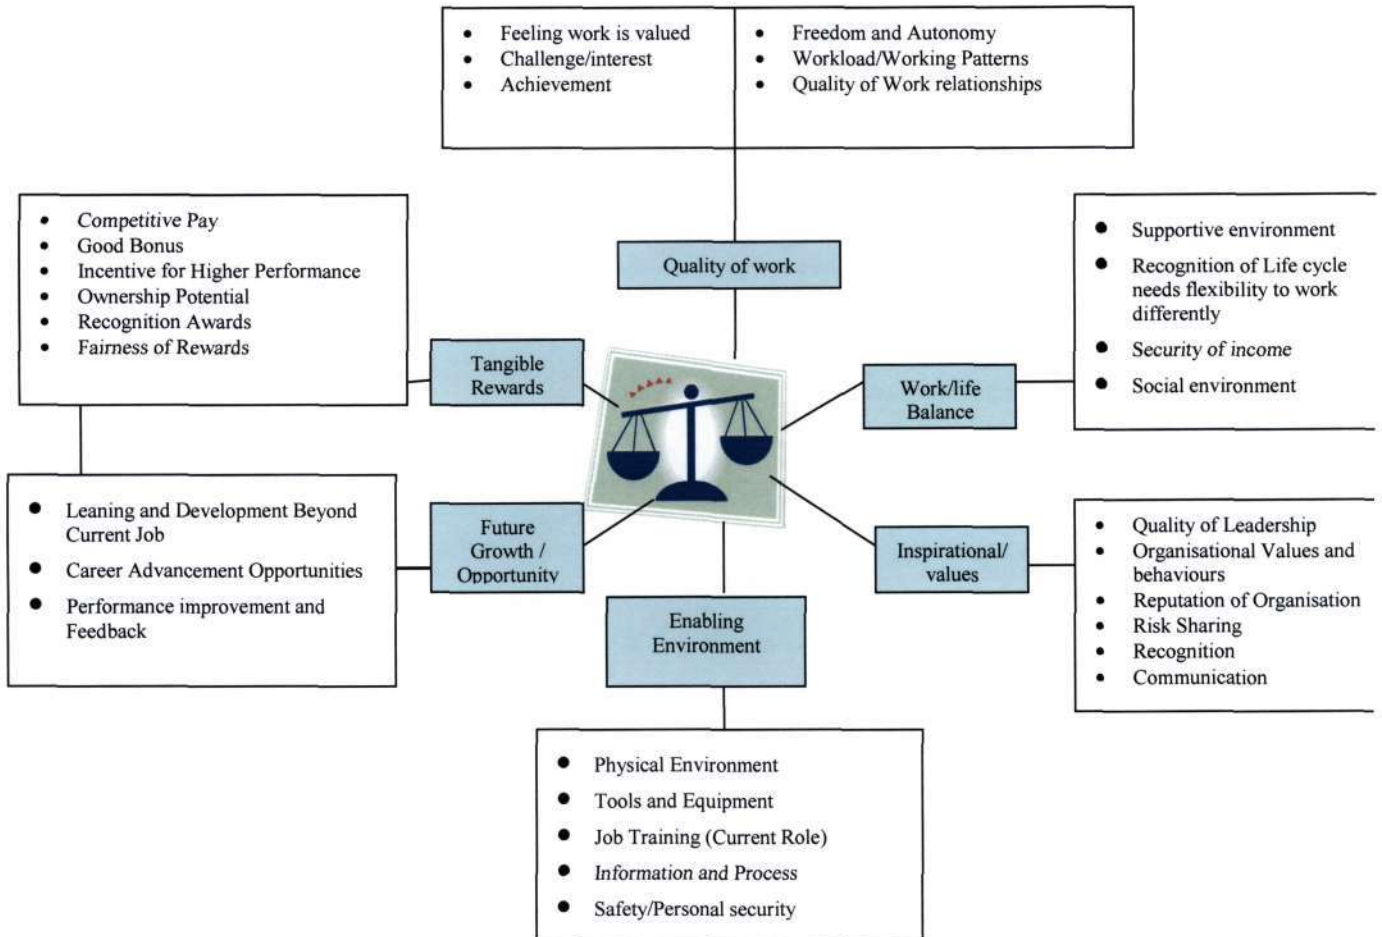 Feeling work is valued
Challenge/interest
Achievement
Freedom and Autonomy
Workload/Working Patterns
Quality of Work relationships
Competitive Pay
Good Bonus
Incentive for Higher Performance
Ownership Potential
Recognition Awards
Fairness of Rewards
Quality of work
Supportive environment
Recognition of Life cycle
needs flexibility to work
differently
Security of income
Social environment
Tangible
Rewards
Work/life
Balance
Leaning and Development Beyond
Current Job
Career Advancement Opportunities
Performance improvement and
Feedback
Future
Growth /
Opportunity
Inspirational/
values
Quality of Leadership
Organisational Values and
behaviours
Reputation of Organisation
Risk Sharing
Recognition
Communication
Enabling
Environment
Physical Environment
Tools and Equipment
Job Training (Current Role)
Information and Process
Safety/Personal security